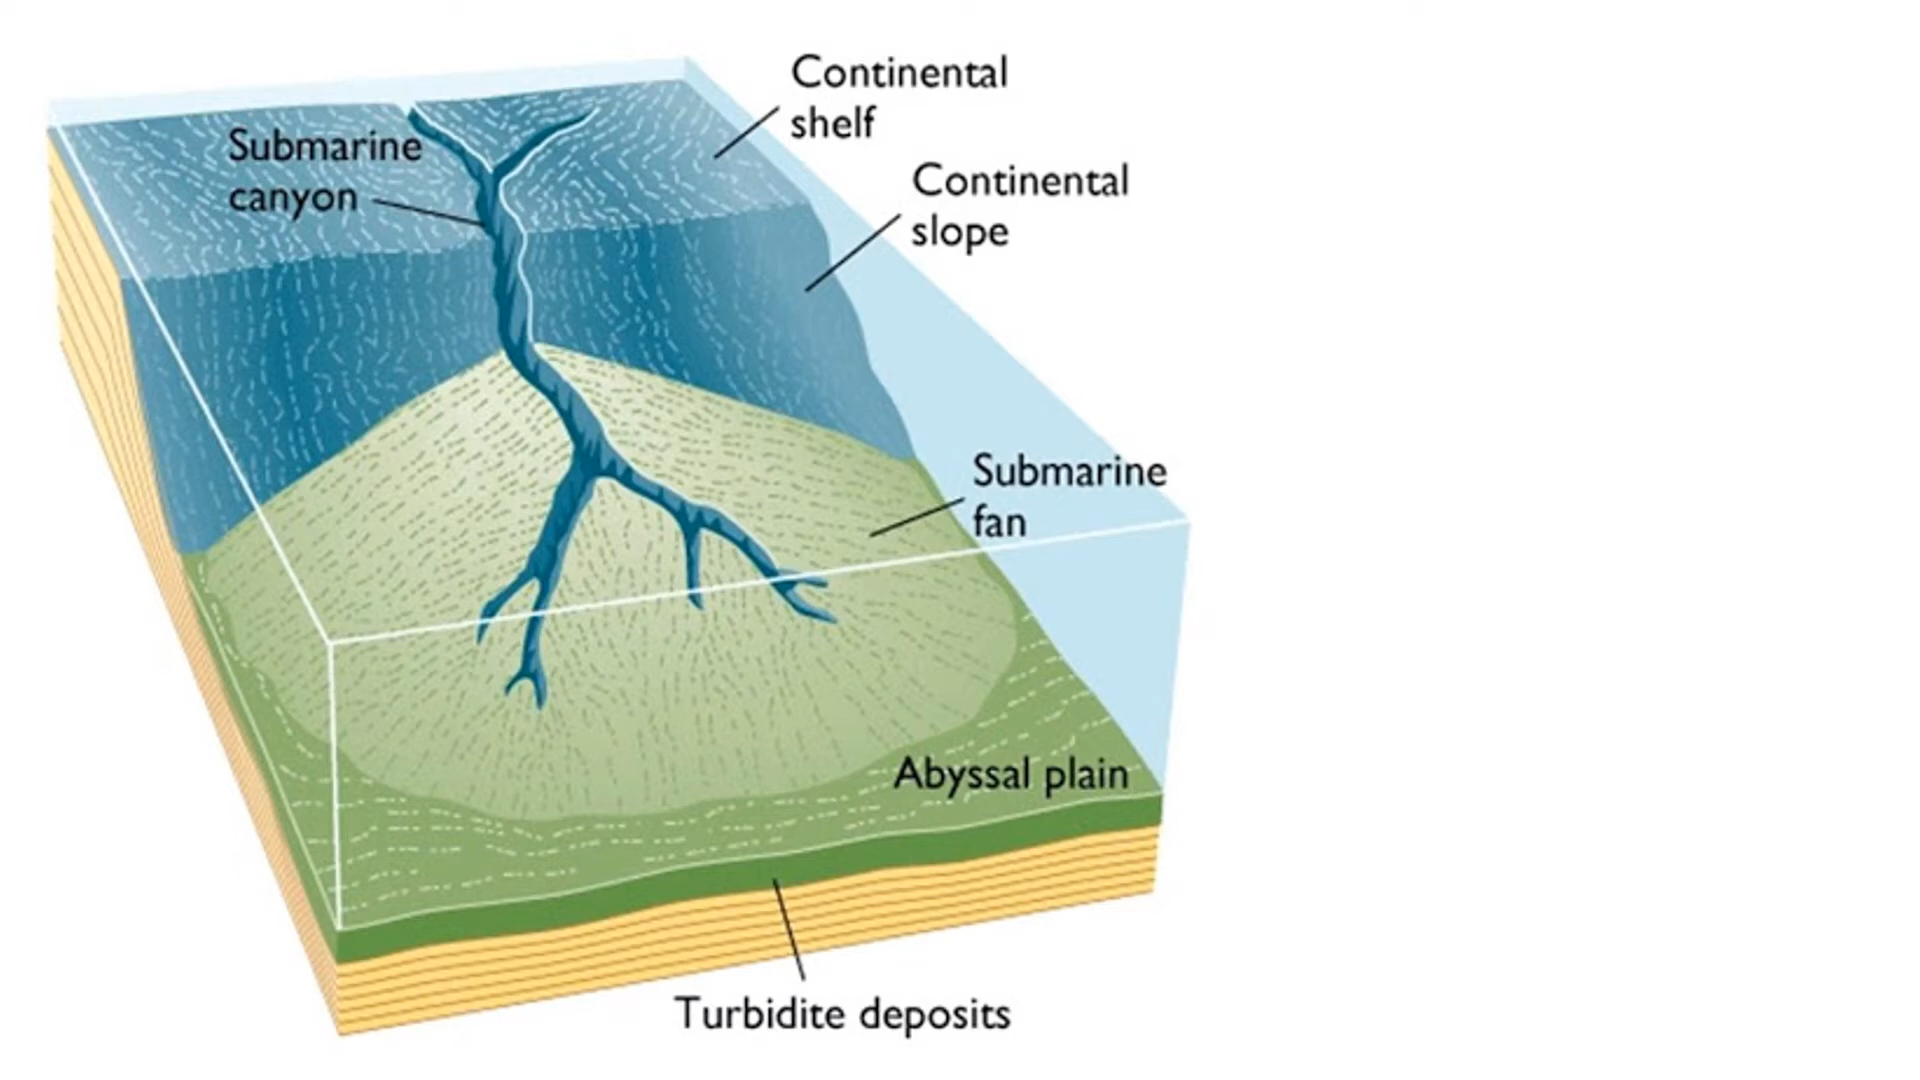 Continental
shelf
Submarine
canyon
Continental
slope
Submarine
fan
Abyssal plain
Turbidite deposits